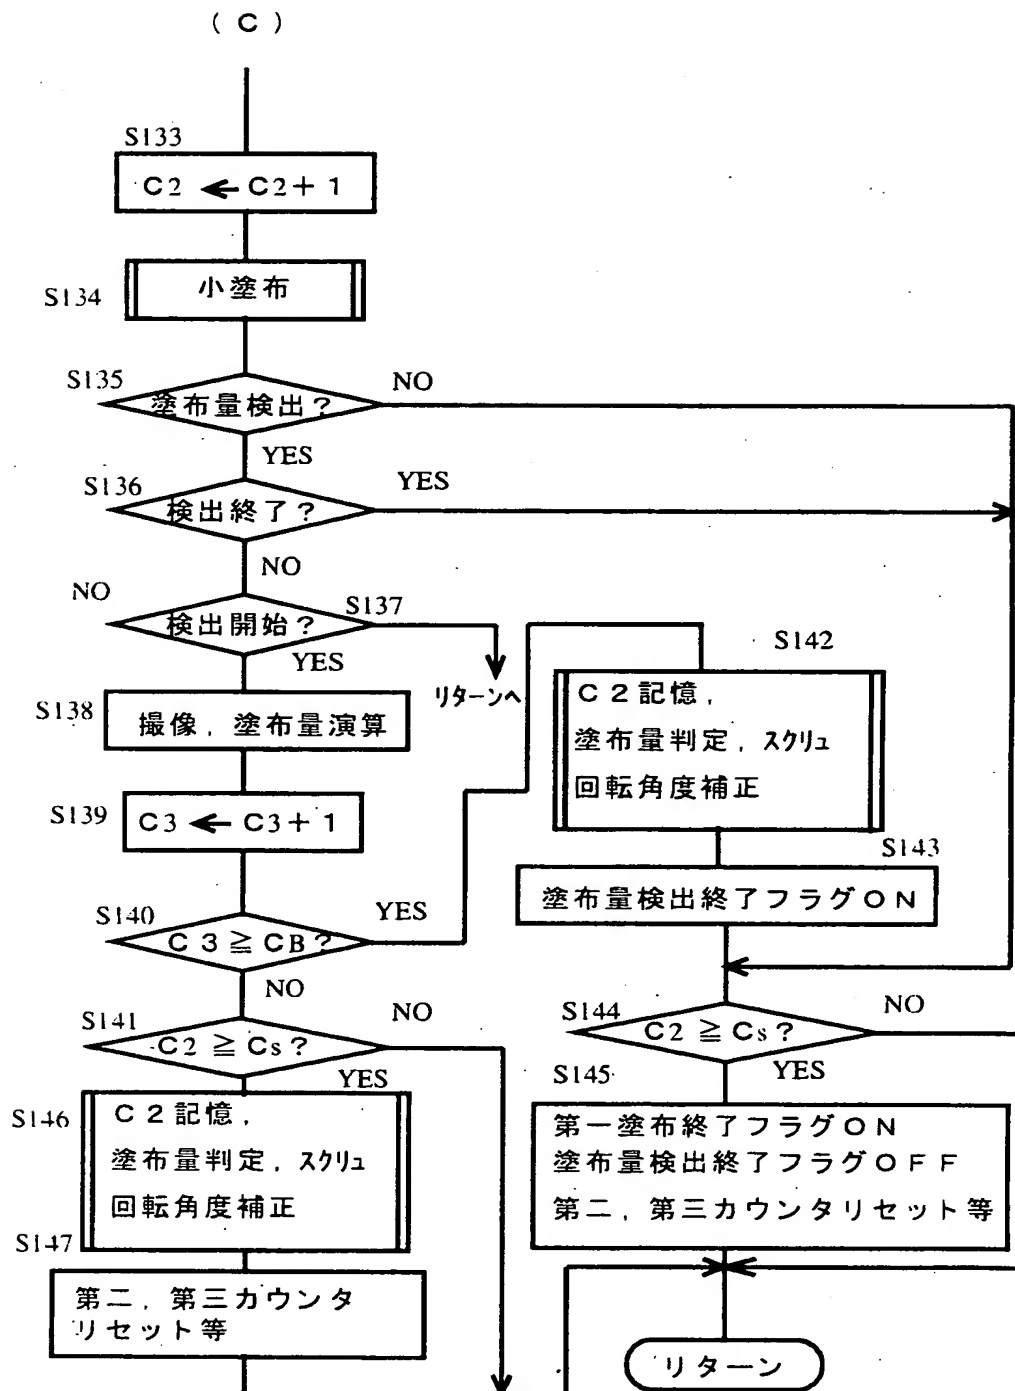 (C)
S133
C2 ← C2+1
S134
小塗布
S135
塗布量検出?
NO
YES
S136
検出終了?
YES
NO
NO
S137
検出開始?
YES
リターンへ
S138
撮像,塗布量演算
S139
C3 ← C3+1
S140
C3≧CB?
YES
NO
S141
C2≧Cs?
NO
YES
S146
C2記憶,
塗布量判定,スクリュ
回転角度補正
S147
第二,第三カウンタ
リセット等
S142
C2記憶,
塗布量判定,スクリュ
回転角度補正
S143
塗布量検出終了フラグON
S144
C2≧Cs?
NO
YES
S145
第一塗布終了フラグON
塗布量検出終了フラグOFF
第二,第三カウンタリセット等
リターン